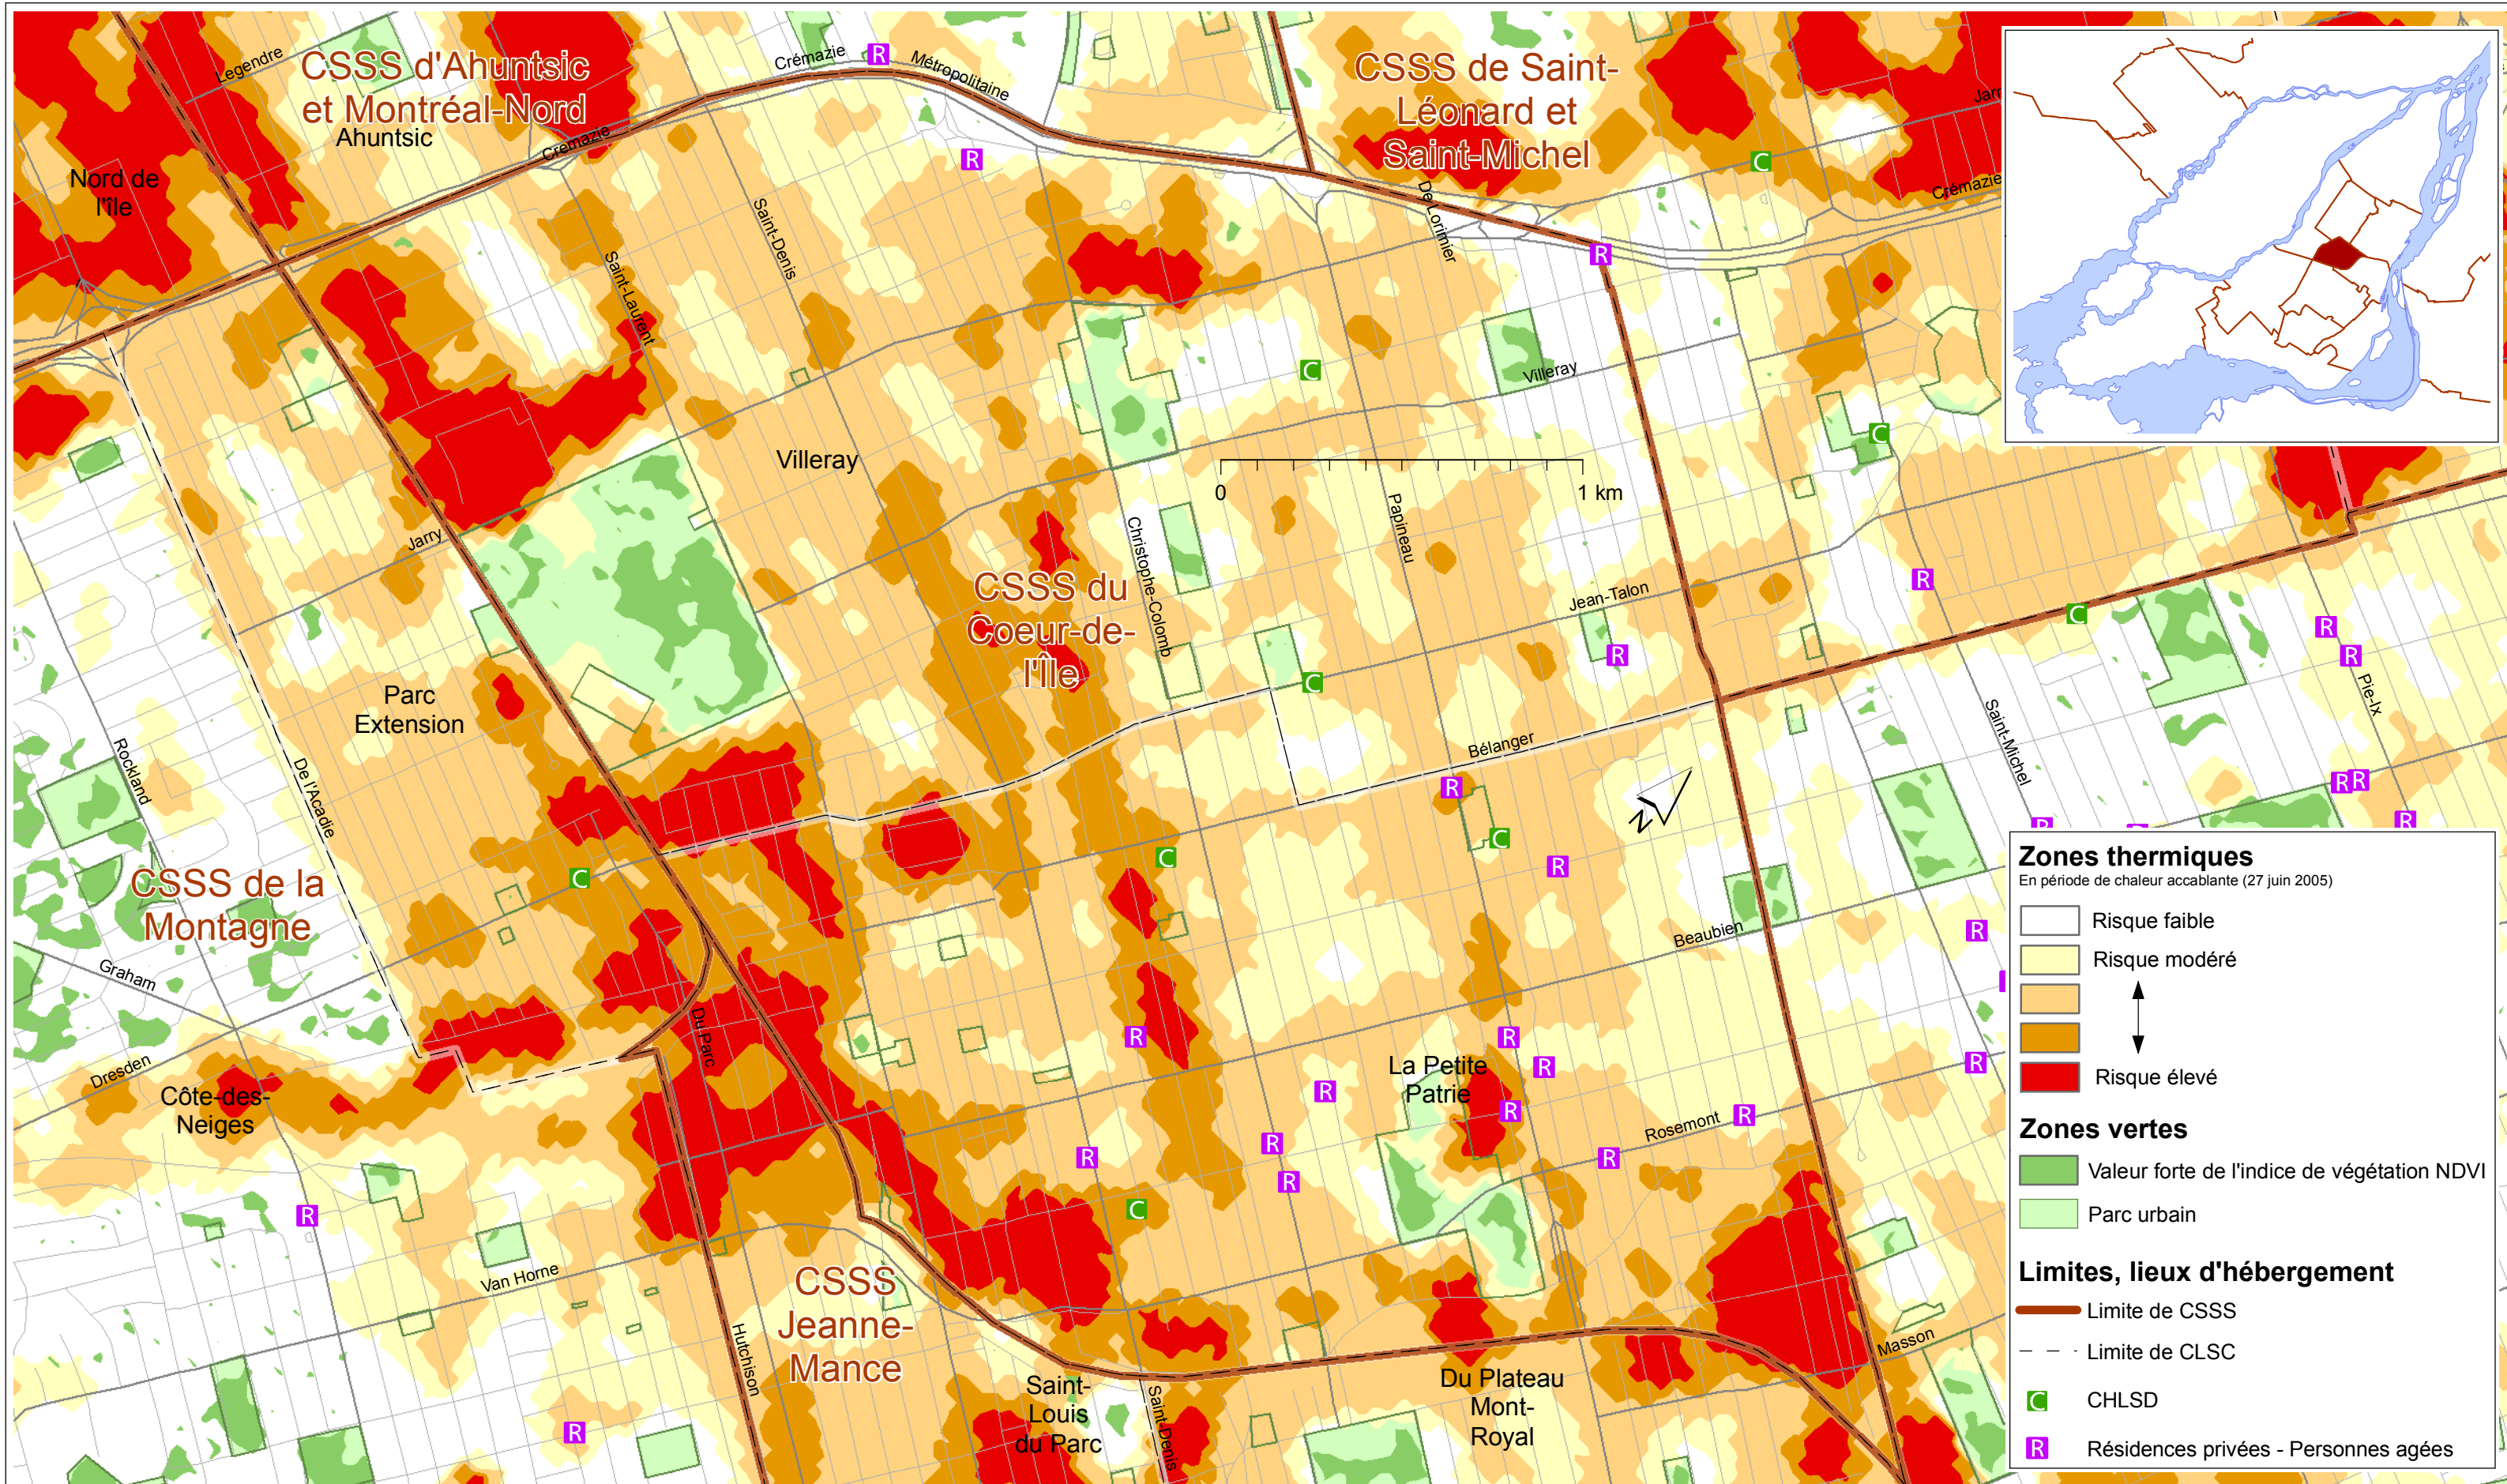 Legendre
CSSS d'Ahuntsic
et Montréal-Nord
Ahuntsic
Crémazie
R
Métropolitaine
CSSS de Saint-
Léonard et
Saint-Michel
C
Crémazie
Crémazie
Nord de
l'île
R
Saint-Denis
Saint-Laurent
De Lorimier
R
C
Villeray
C
Villeray
0
1 km
Jarry
Christophe-Colomb
Papineau
CSSS du
Coeur-de-
l'Île
Jean-Talon
R
R
C
R
R
C
Parc
Extension
Pie-Ix
Rockland
De l'Acadie
Saint-Michel
Bélanger
N
R
R
R
R
C
R
C
C
R
CSSS de la
Montagne
Beaubien
R
Graham
Du Parc
Dresden
Côte-des-
Neiges
R
R
R
R
La Petite
Patrie
R
R
R
Rosemont
R
R
R
R
R
C
R
Van Horne
CSSS
Jeanne-
Mance
Hutchison
Masson
Saint-
Louis
du Parc
Saint-Denis
Du Plateau
Mont-
Royal
R
Zones thermiques
En période de chaleur accablante (27 juin 2005)
Risque faible
Risque modéré
Risque élevé
Zones vertes
Valeur forte de l'indice de végétation NDVI
Parc urbain
Limites, lieux d'hébergement
Limite de CSSS
Limite de CLSC
C CHLSD
R Résidences privées - Personnes agées